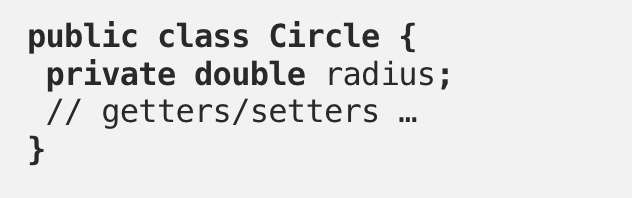 public class Circle {
 private double radius;
 // getters/setters …
}